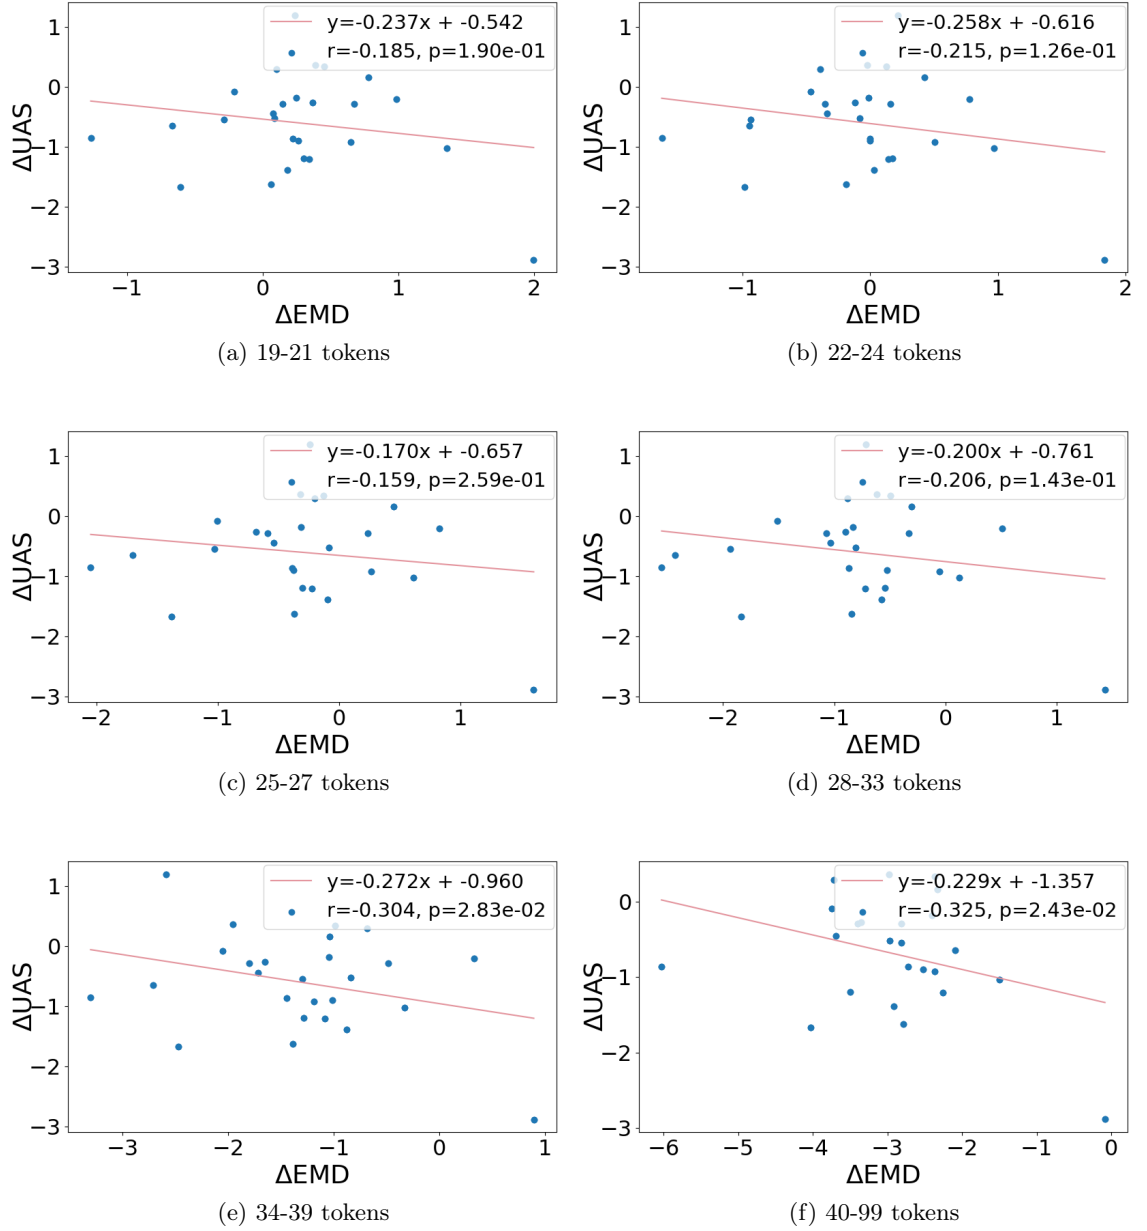 y=-0.237x + -0.542
r=-0.185, p=1.90e-01
ΔUAS
1
0
−1
−2
−3
−1
0
1
2
ΔEMD
(a) 19-21 tokens
y=-0.258x + -0.616
r=-0.215, p=1.26e-01
ΔUAS
1
0
−1
−2
−3
−1
0
1
2
ΔEMD
(b) 22-24 tokens
y=-0.170x + -0.657
r=-0.159, p=2.59e-01
ΔUAS
1
0
−1
−2
−3
−2
−1
0
1
ΔEMD
(c) 25-27 tokens
y=-0.200x + -0.761
r=-0.206, p=1.43e-01
ΔUAS
1
0
−1
−2
−3
−2
−1
0
1
ΔEMD
(d) 28-33 tokens
y=-0.272x + -0.960
r=-0.304, p=2.83e-02
ΔUAS
1
0
−1
−2
−3
−3
−2
−1
0
1
ΔEMD
(e) 34-39 tokens
y=-0.229x + -1.357
r=-0.325, p=2.43e-02
ΔUAS
0
−1
−2
−3
−6
−5
−4
−3
−2
−1
0
ΔEMD
(f) 40-99 tokens